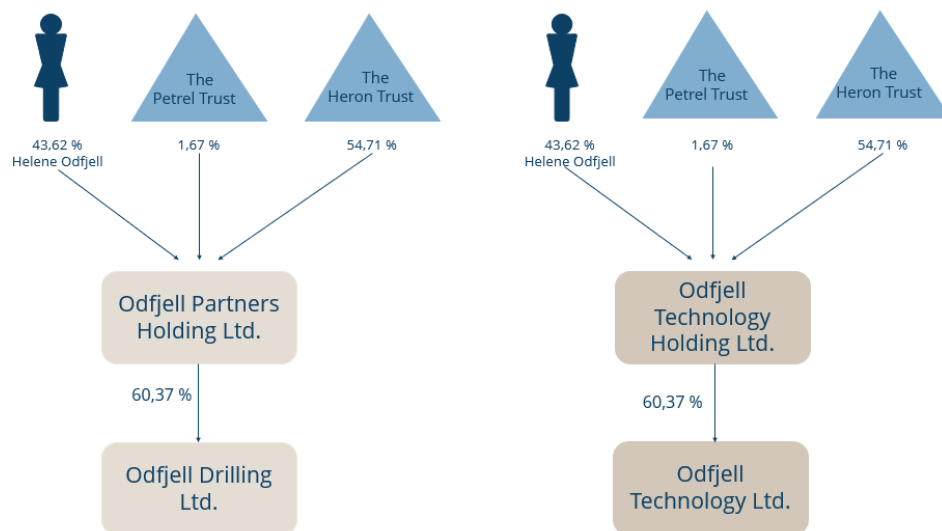 The
Petrel Trust
The
Heron Trust
43,62 %
Helene Odfjell
1,67 %
54,71 %
Odfjell Partners
Holding Ltd.
60,37 %
Odfjell Drilling
Ltd.
The
Petrel Trust
The
Heron Trust
43,62 %
Helene Odfjell
1,67 %
54,71 %
Odfjell
Technology
Holding Ltd.
60,37 %
Odfjell
Technology Ltd.